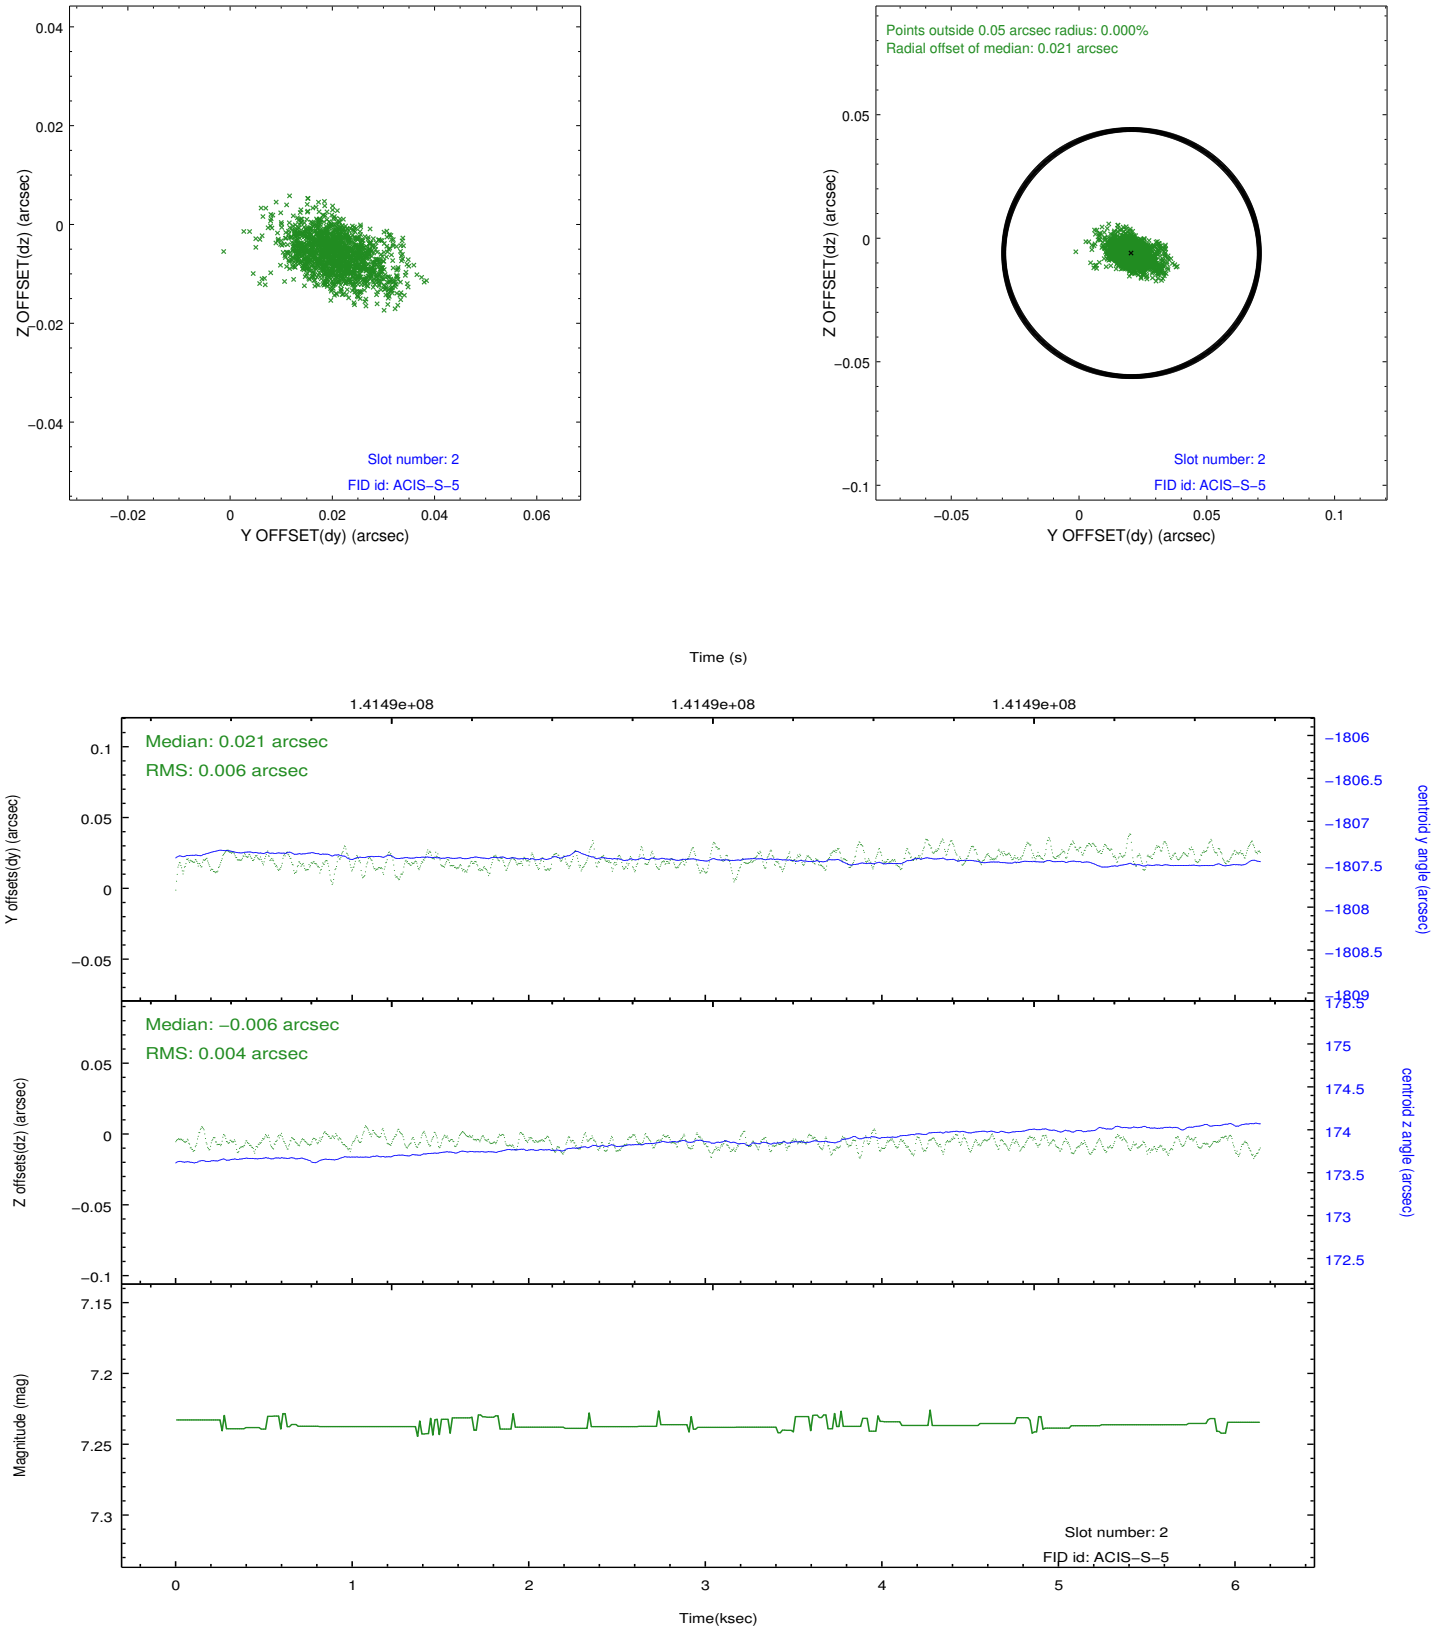 0.04
0.02
0
−0.02
−0.04
Z OFFSET(dz) (arcsec)
Slot number: 2
FID id: ACIS−S−5
−0.02 0 0.02 0.04 0.06
Y OFFSET(dy) (arcsec)
Points outside 0.05 arcsec radius: 0.000%
Radial offset of median: 0.021 arcsec
0.05
0
−0.05
−0.1
Z OFFSET(dz) (arcsec)
Slot number: 2
FID id: ACIS−S−5
−0.05 0 0.05 0.1
Y OFFSET(dy) (arcsec)
Time (s)
1.4149e+08 1.4149e+08 1.4149e+08
Median: 0.021 arcsec
RMS: 0.006 arcsec
0.1
0.05
0
−0.05
Y offsets(dy) (arcsec)
−1806
−1806.5
−1807
−1807.5
−1808
−1808.5
−1809
centroid y angle (arcsec)
Median: −0.006 arcsec
RMS: 0.004 arcsec
0.05
0
−0.05
−0.1
Z offsets(dz) (arcsec)
175.5
175
174.5
174
173.5
173
172.5
centroid z angle (arcsec)
7.15
7.2
7.25
7.3
Magnitude (mag)
Slot number: 2
FID id: ACIS−S−5
0 1 2 3 4 5 6
Time(ksec)